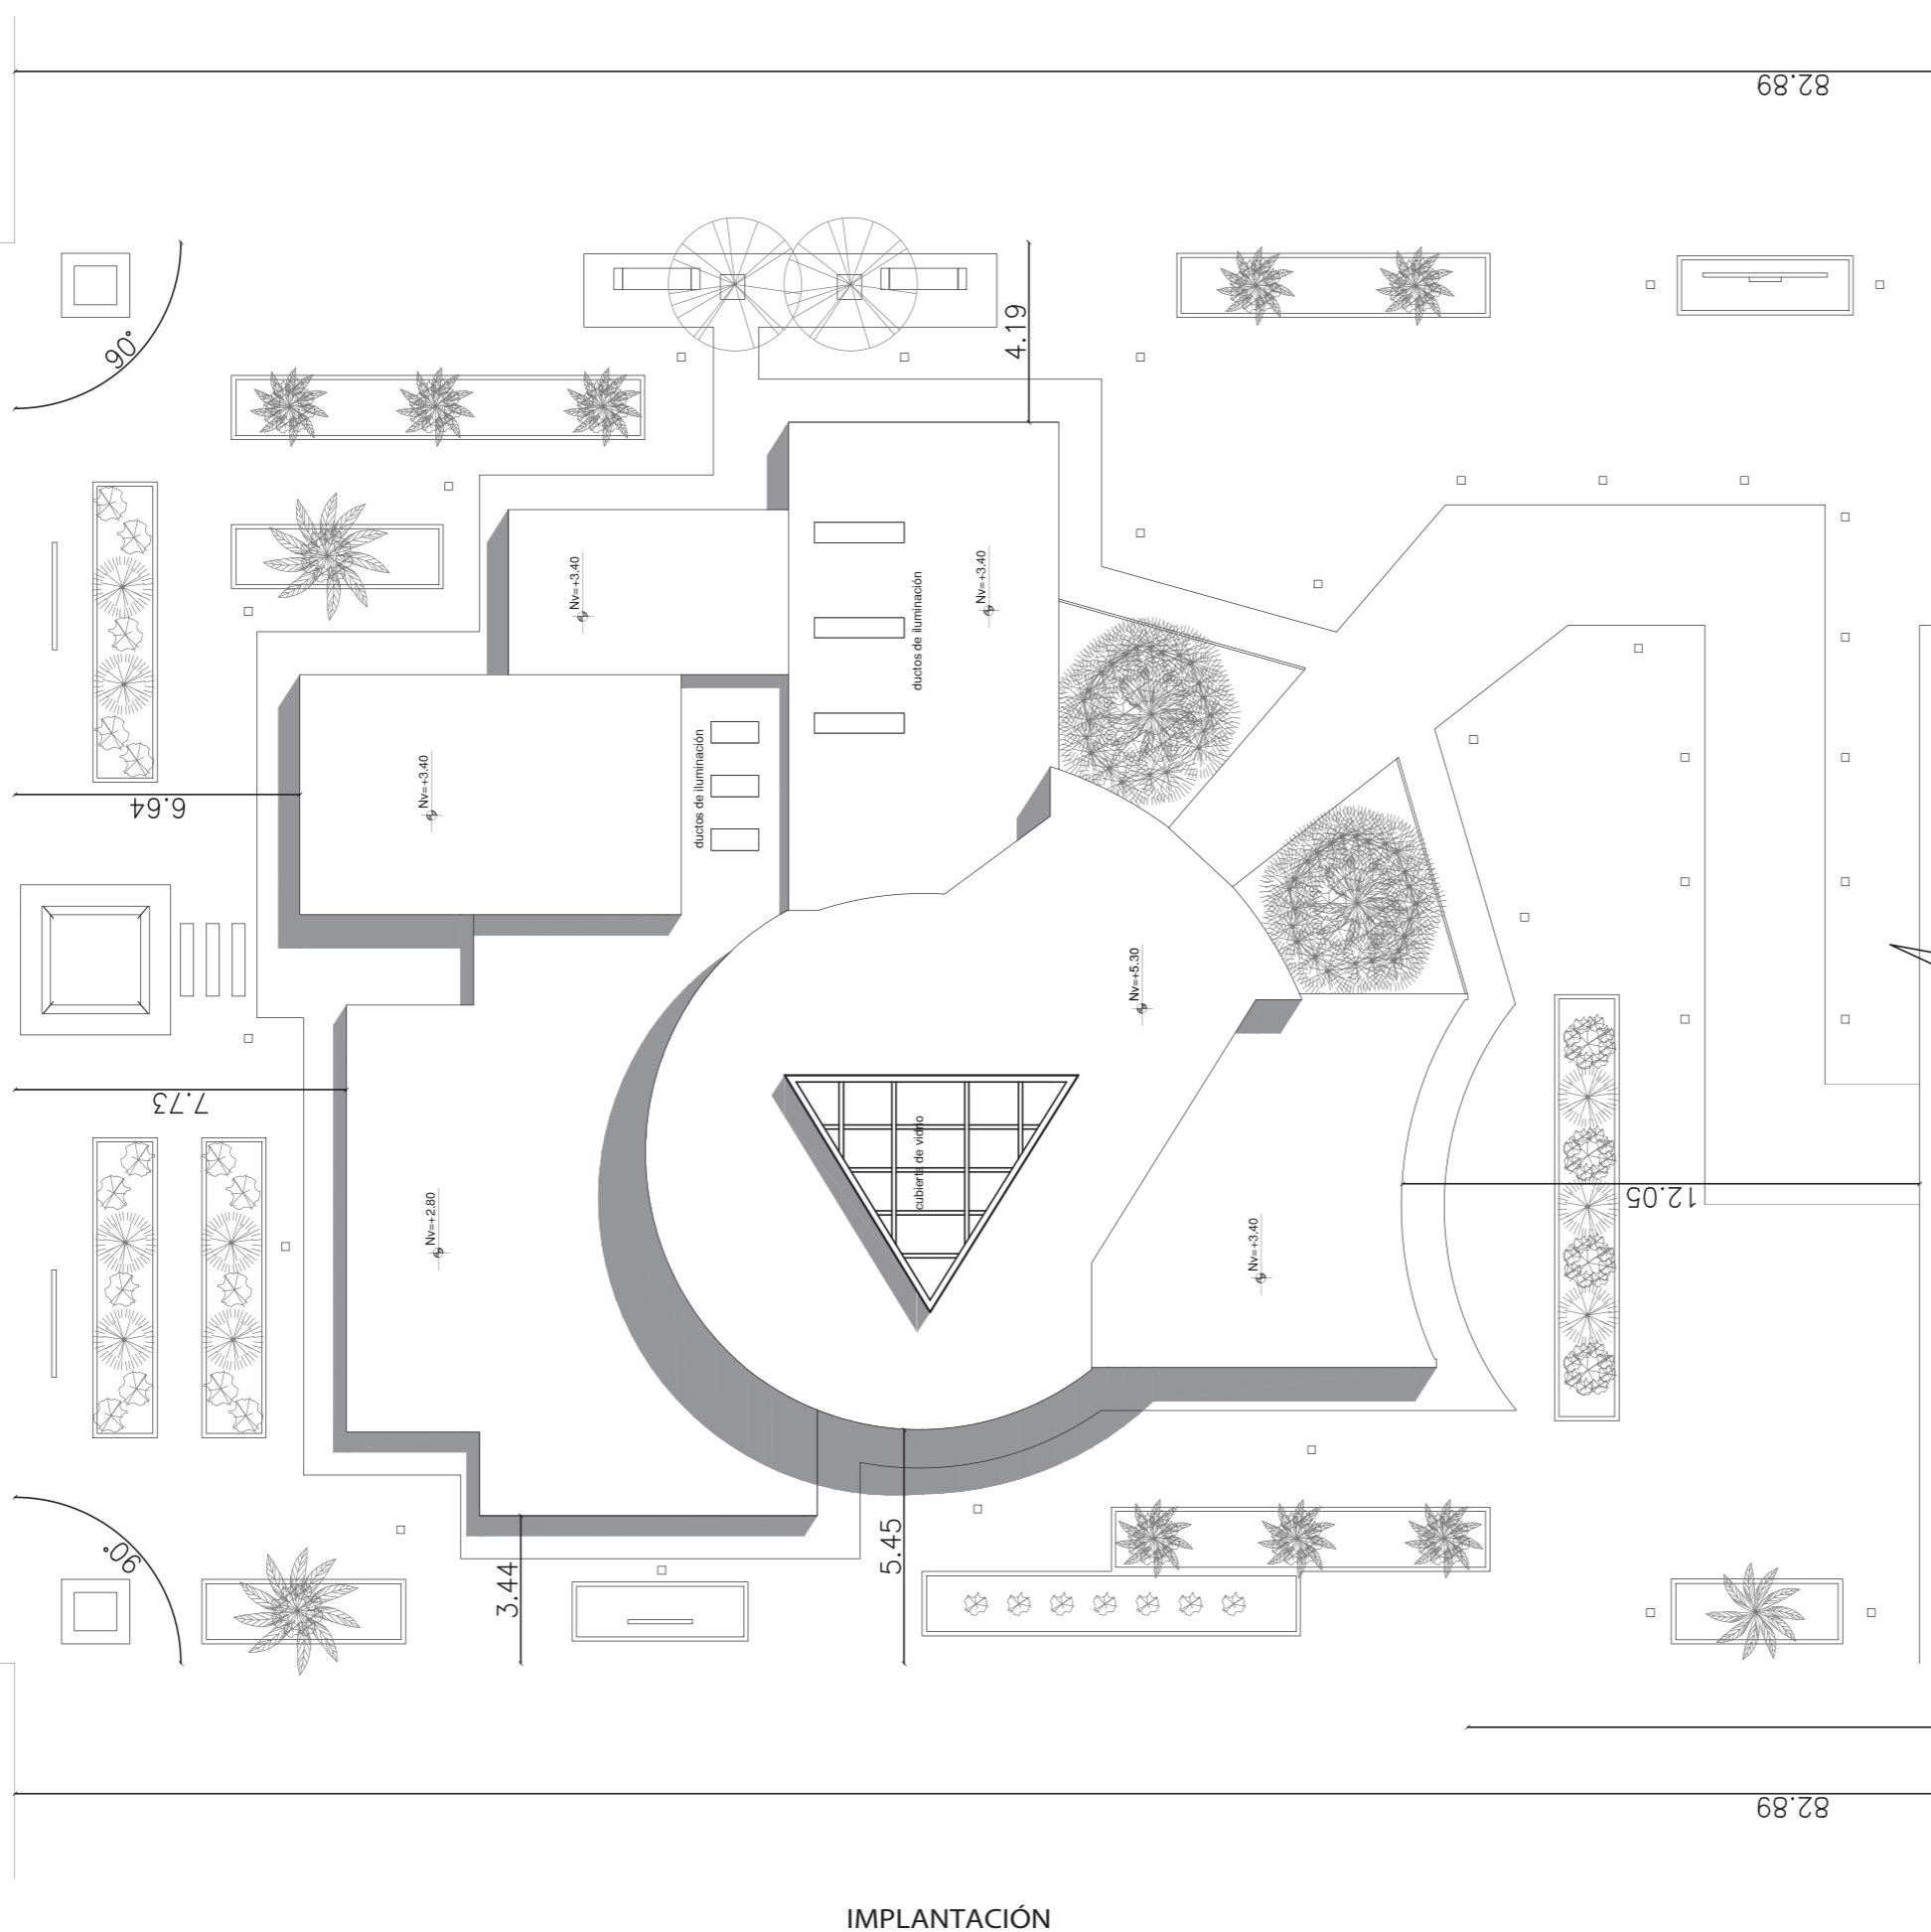 82.89
90°
4.19
Nv=+3.40
Nv=+3.40
ductos de iluminación
Nv=+3.40
ductos de iluminación
6.64
Nv=+5.30
7.73
cubierta de vidrio
Nv=+2.80
12.05
Nv=+3.40
90°
3.44
5.45
82.89
IMPLANTACIÓN